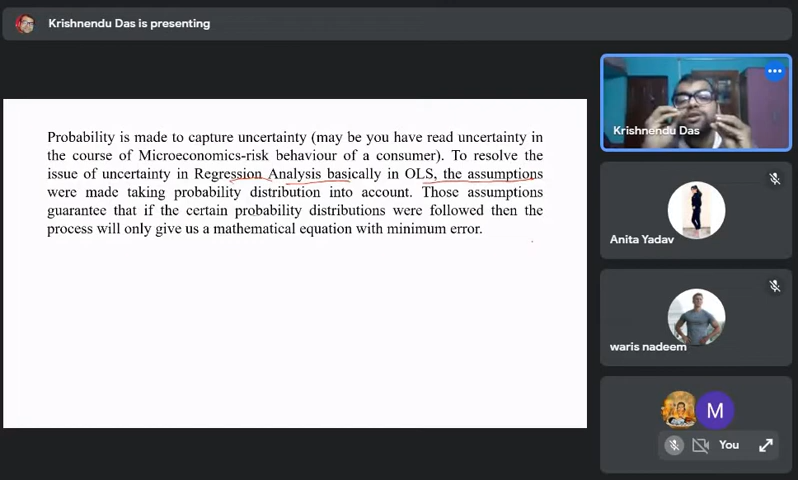 Krishnendu Das is presenting
Probability is made to capture uncertainty (may be you have read uncertainty in
the course of Microeconomics-risk behaviour of a consumer). To resolve the
issue of uncertainty in Regression Analysis basically in OLS, the assumptions
were made taking probability distribution into account. Those assumptions
guarantee that if the certain probability distributions were followed then the
process will only give us a mathematical equation with minimum error.
Krishnendu Das
Anita Yadav
waris nadeem
M
You